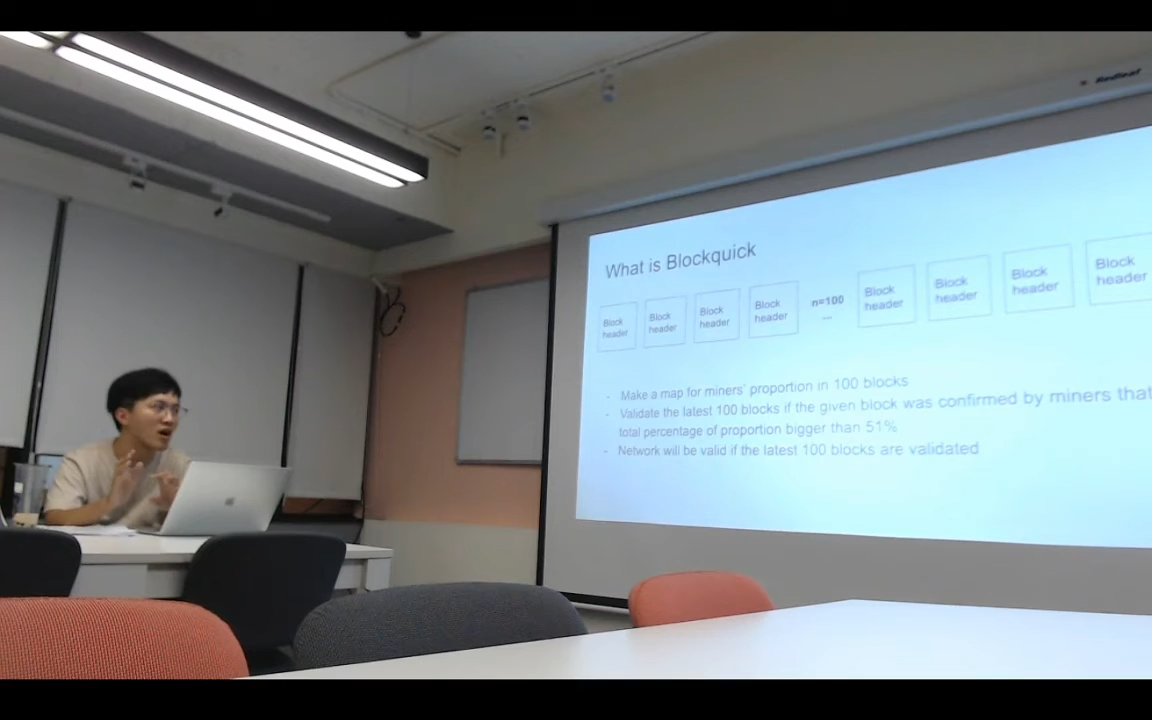 Redleaf
What is Blockquick
Block header
Block header
Block header
Block header
n=100
...
Block header
Block header
Block header
Block header
- Make a map for miners' proportion in 100 blocks
- Validate the latest 100 blocks if the given block was confirmed by miners that
total percentage of proportion bigger than 51%
- Network will be valid if the latest 100 blocks are validated